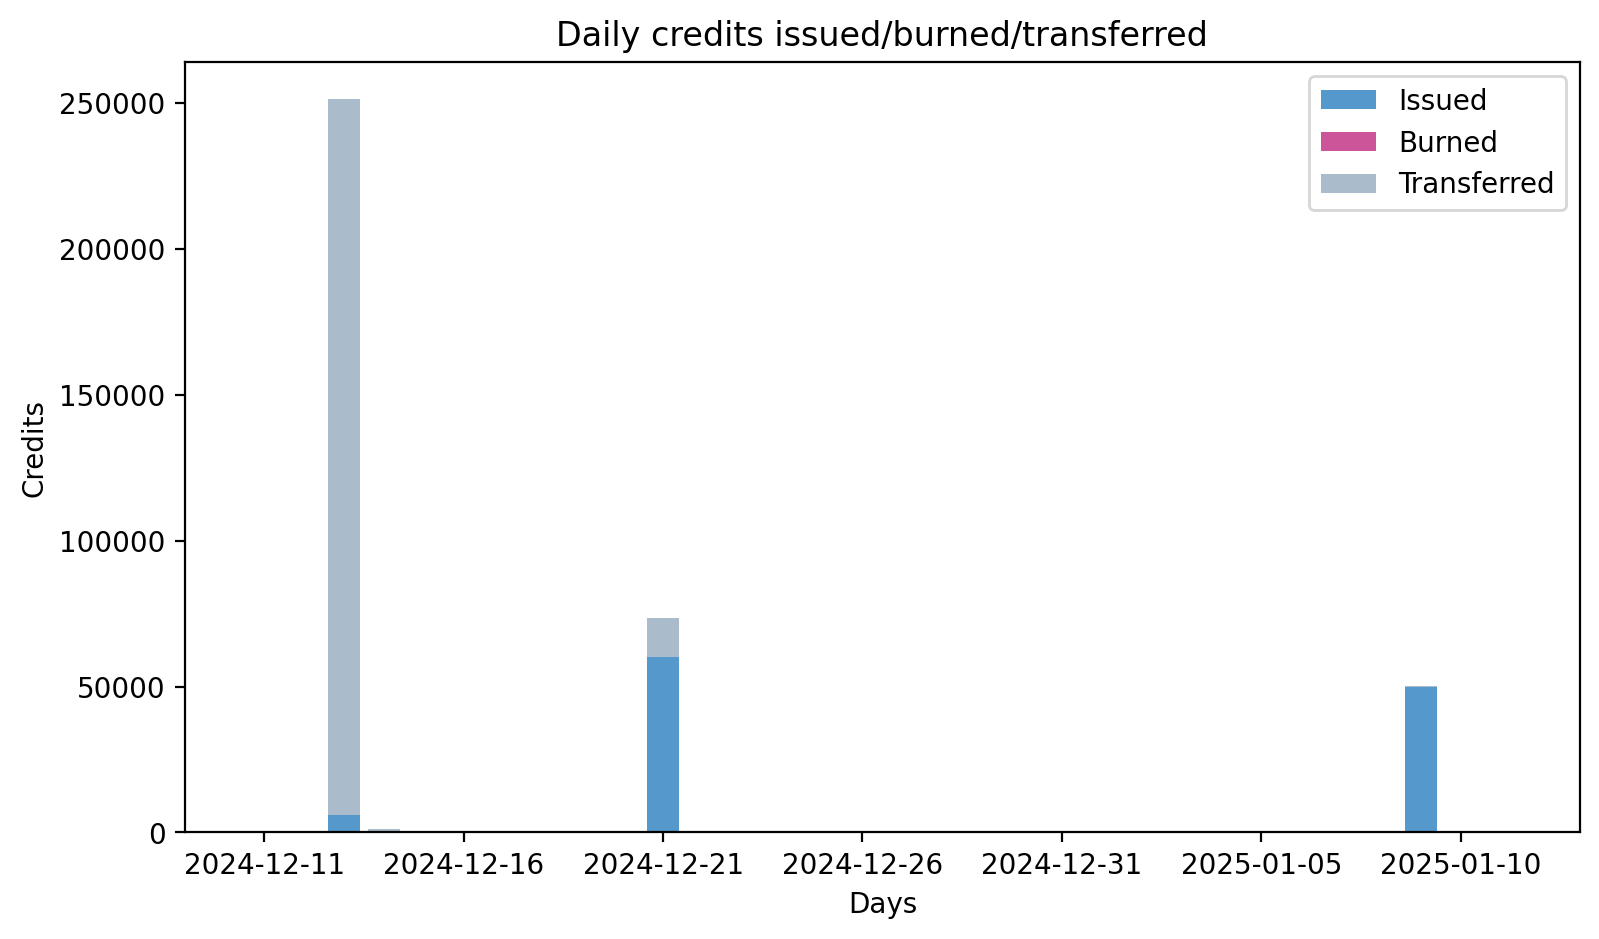 Daily credits issued/burned/transferred
Issued
Burned
Transferred
Credits
250000
200000
150000
100000
50000
0
2024-12-11
2024-12-16
2024-12-21
2024-12-26
2024-12-31
2025-01-05
2025-01-10
Days